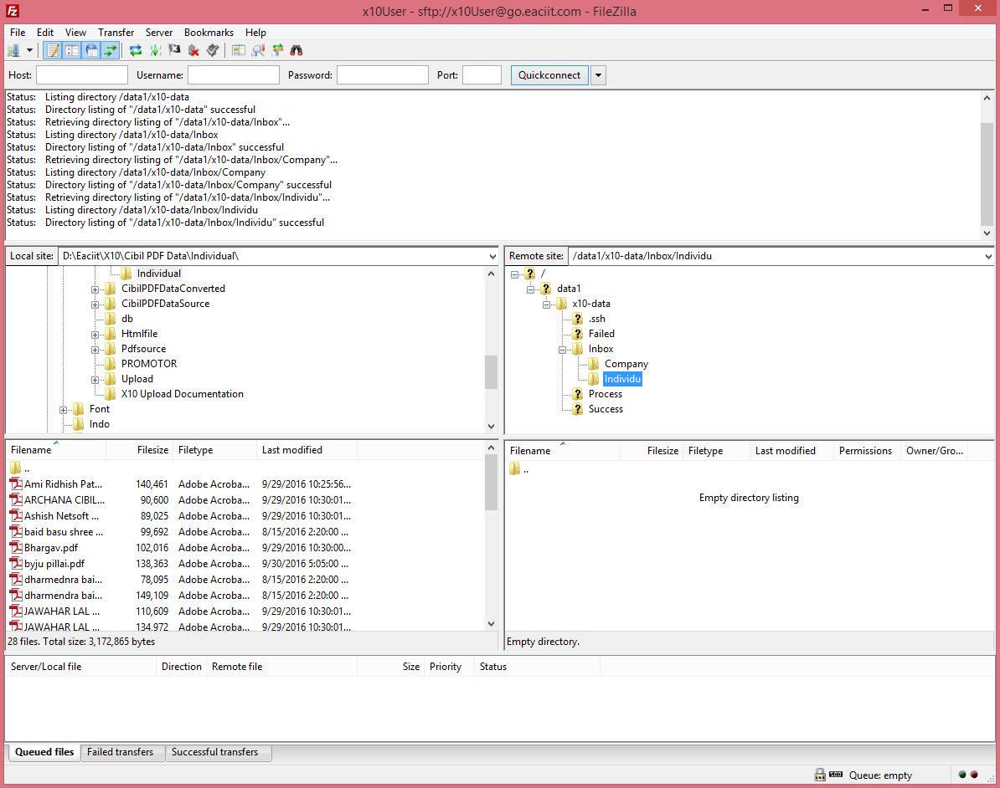 x10User - sftp://x10User@go.eaciit.com - FileZilla
File Edit View Transfer Server Bookmarks Help
Host: Username: Password: Port: Quickconnect
Status: Listing directory /data1/x10-data
Status: Directory listing of "/data1/x10-data" successful
Status: Retrieving directory listing of "/data1/x10-data/Inbox"...
Status: Listing directory /data1/x10-data/Inbox
Status: Directory listing of "/data1/x10-data/Inbox" successful
Status: Retrieving directory listing of "/data1/x10-data/Inbox/Company"...
Status: Listing directory /data1/x10-data/Inbox/Company
Status: Directory listing of "/data1/x10-data/Inbox/Company" successful
Status: Retrieving directory listing of "/data1/x10-data/Inbox/Individu"...
Status: Listing directory /data1/x10-data/Inbox/Individu
Status: Directory listing of "/data1/x10-data/Inbox/Individu" successful
Local site: D:\Eaciit\X10\Cibil PDF Data\Individual\
Individual
CibilPDFDataConverted
CibilPDFDataSource
db
Htmlfile
Pdfsource
PROMOTOR
Upload
X10 Upload Documentation
Font
Indo
Remote site: /data1/x10-data/Inbox/Individu
/
data1
x10-data
.ssh
Failed
Inbox
Company
Individu
Process
Success
Filename Filesize Filetype Last modified
..
Ami Ridhish Pat... 140,461 Adobe Acroba... 9/29/2016 10:25:56...
ARCHANA CIBIL... 90,600 Adobe Acroba... 9/29/2016 10:30:01...
Ashish Netsoft ... 89,025 Adobe Acroba... 9/29/2016 10:30:01...
baid basu shree ... 99,692 Adobe Acroba... 8/15/2016 2:20:00 ...
Bhargav.pdf 102,016 Adobe Acroba... 9/29/2016 10:30:00...
byju pillai.pdf 138,363 Adobe Acroba... 9/30/2016 5:05:00 ...
dharmednra bai... 78,095 Adobe Acroba... 8/15/2016 2:20:00 ...
dharmendra bai... 149,109 Adobe Acroba... 8/15/2016 2:20:00 ...
JAWAHAR LAL ... 110,609 Adobe Acroba... 9/29/2016 10:30:01...
JAWAHAR LAL ... 134,972 Adobe Acroba... 9/29/2016 10:30:01...
28 files. Total size: 3,172,865 bytes
Filename Filesize Filetype Last modified Permissions Owner/Gro...
..
Empty directory listing
Empty directory.
Server/Local file Direction Remote file Size Priority Status
Queued files Failed transfers Successful transfers
Queue: empty